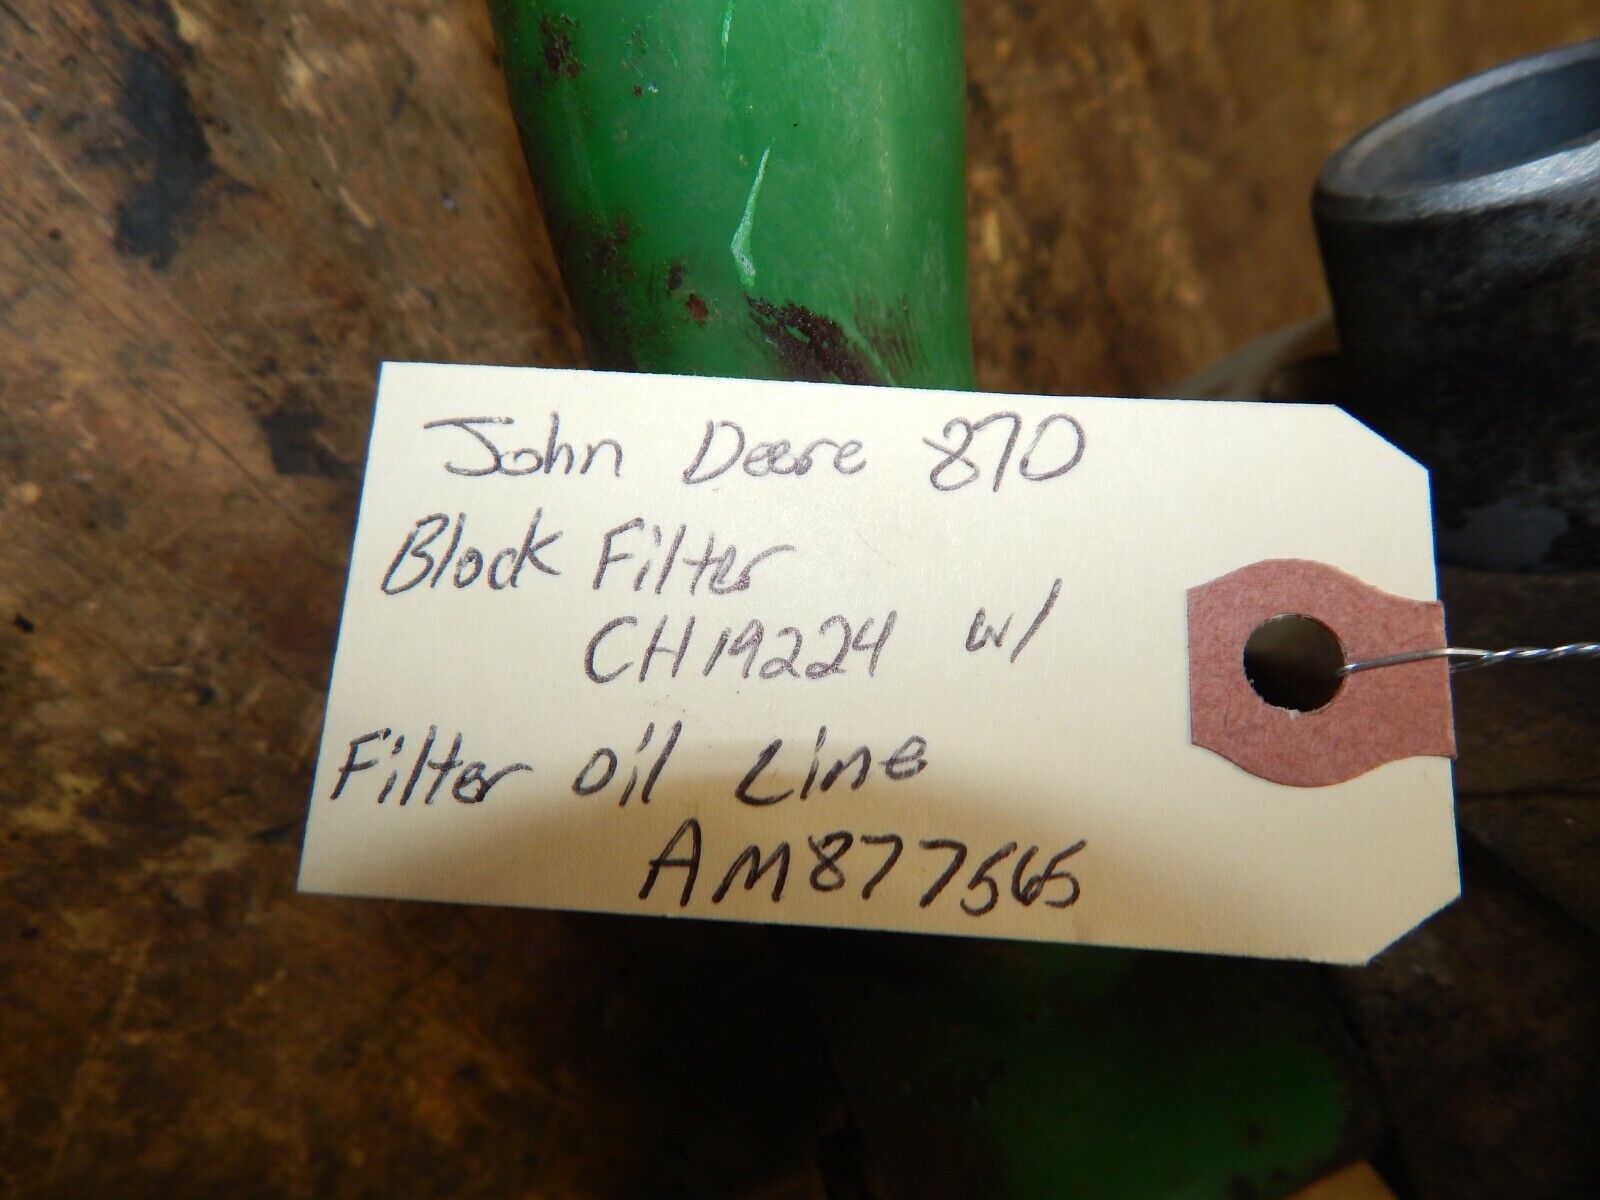 John Deere 870
Block Filter
CH19224 w/
Filter oil Line
AM877565